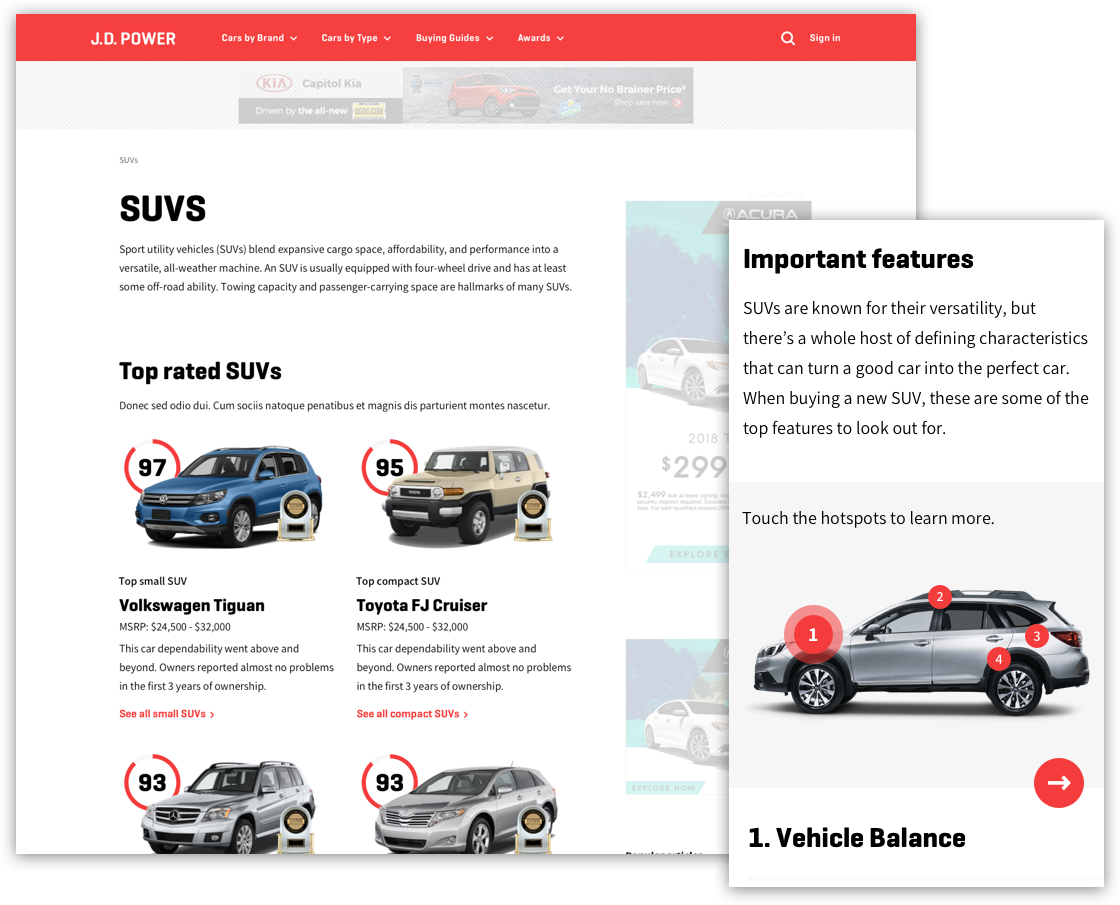 J.D. POWER
Cars by Brand
Cars by Type
Buying Guides
Awards
Sign in
KIA Capitol Kia
Driven by the all-new
Get Your No Brainer Price
Shop cars now
SUVs
SUVS
Sport utility vehicles (SUVs) blend expansive cargo space, affordability, and performance into a
versatile, all-weather machine. An SUV is usually equipped with four-wheel drive and has at least
some off-road ability. Towing capacity and passenger-carrying space are hallmarks of many SUVs.
Top rated SUVs
Donec sed odio dui. Cum sociis natoque penatibus et magnis dis parturient montes nascetur.
97
95
Top small SUV
Volkswagen Tiguan
MSRP: $24,500 - $32,000
This car dependability went above and
beyond. Owners reported almost no problems
in the first 3 years of ownership.
See all small SUVs
Top compact SUV
Toyota FJ Cruiser
MSRP: $24,500 - $32,000
This car dependability went above and
beyond. Owners reported almost no problems
in the first 3 years of ownership.
See all compact SUVs
93
93
ACURA
2018 T
$299
$2,499 due at lease signing.
EXPLORE
EXPLORE NOW
Important features
SUVs are known for their versatility, but
there's a whole host of defining characteristics
that can turn a good car into the perfect car.
When buying a new SUV, these are some of the
top features to look out for.
Touch the hotspots to learn more.
1
2
3
4
1. Vehicle Balance